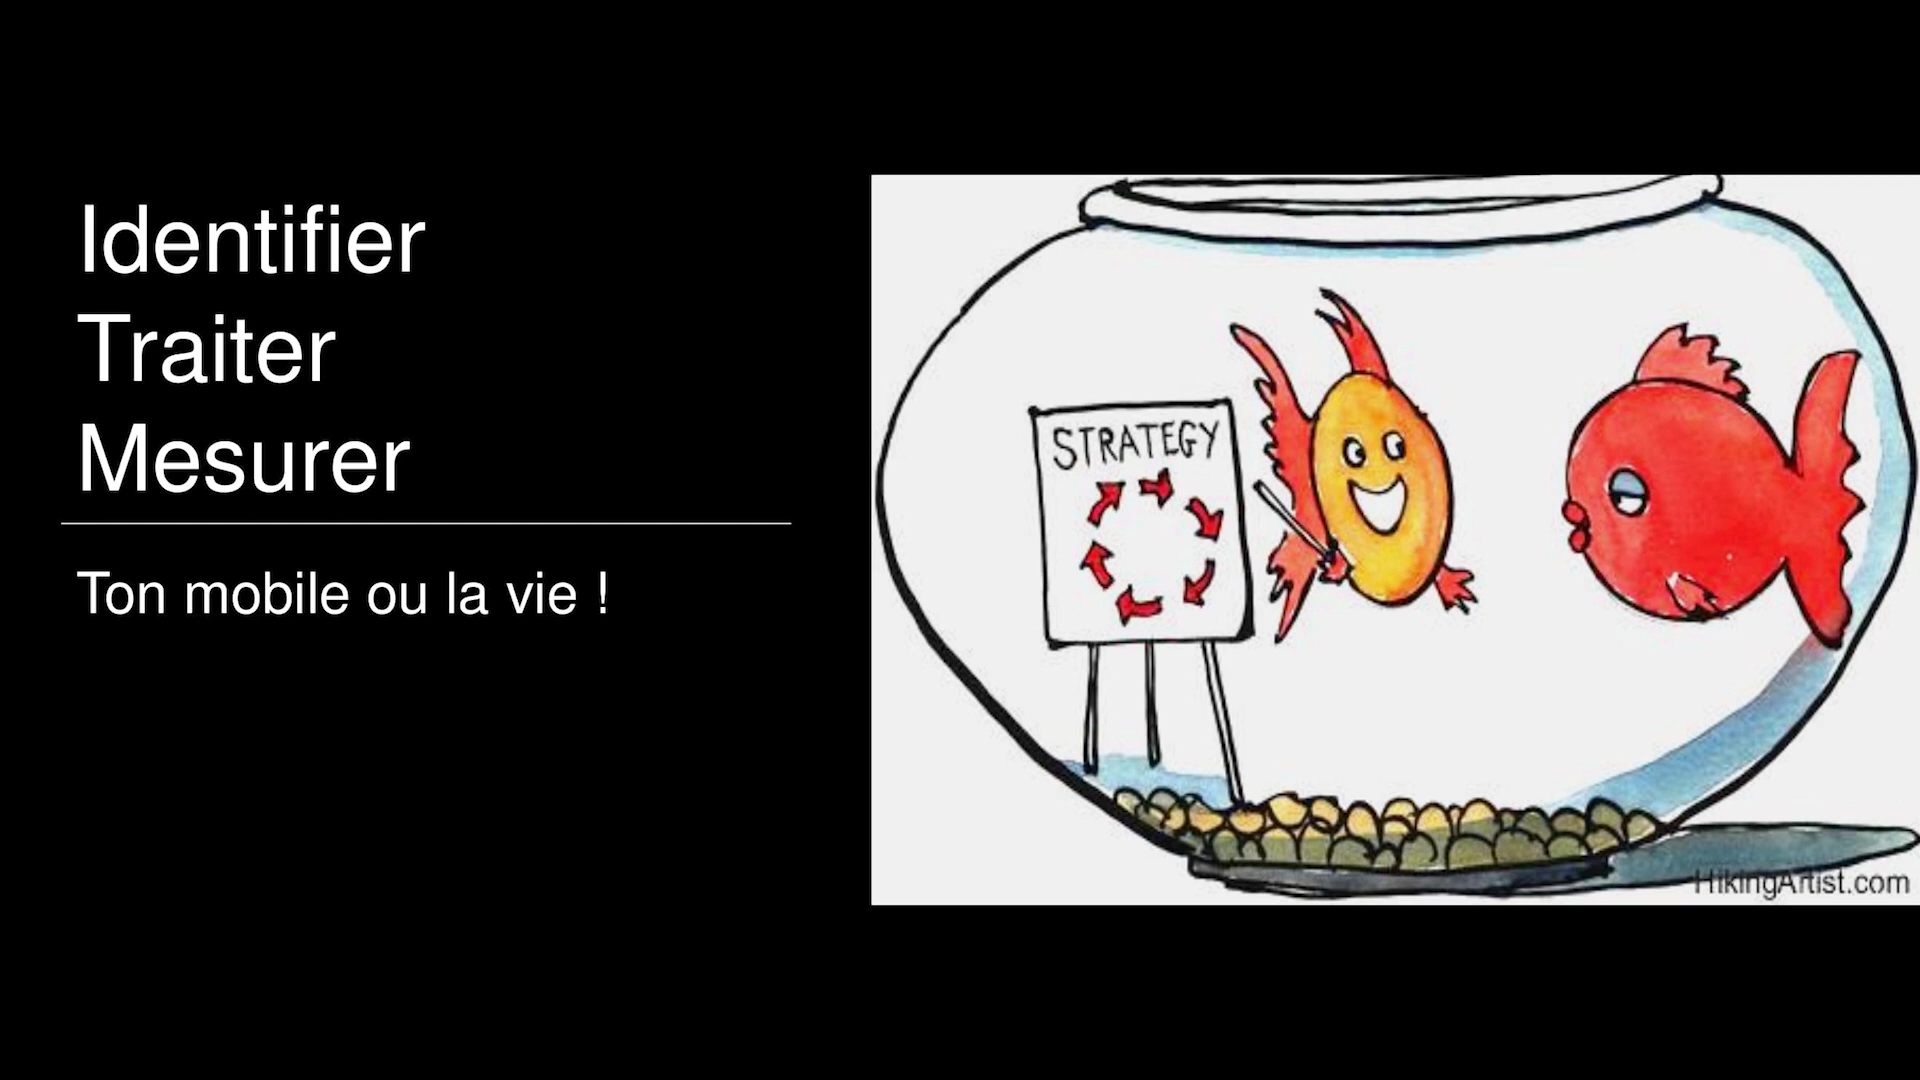 Identifier
Traiter
Mesurer
Ton mobile ou la vie !
STRATEGY
HikingArtist.com